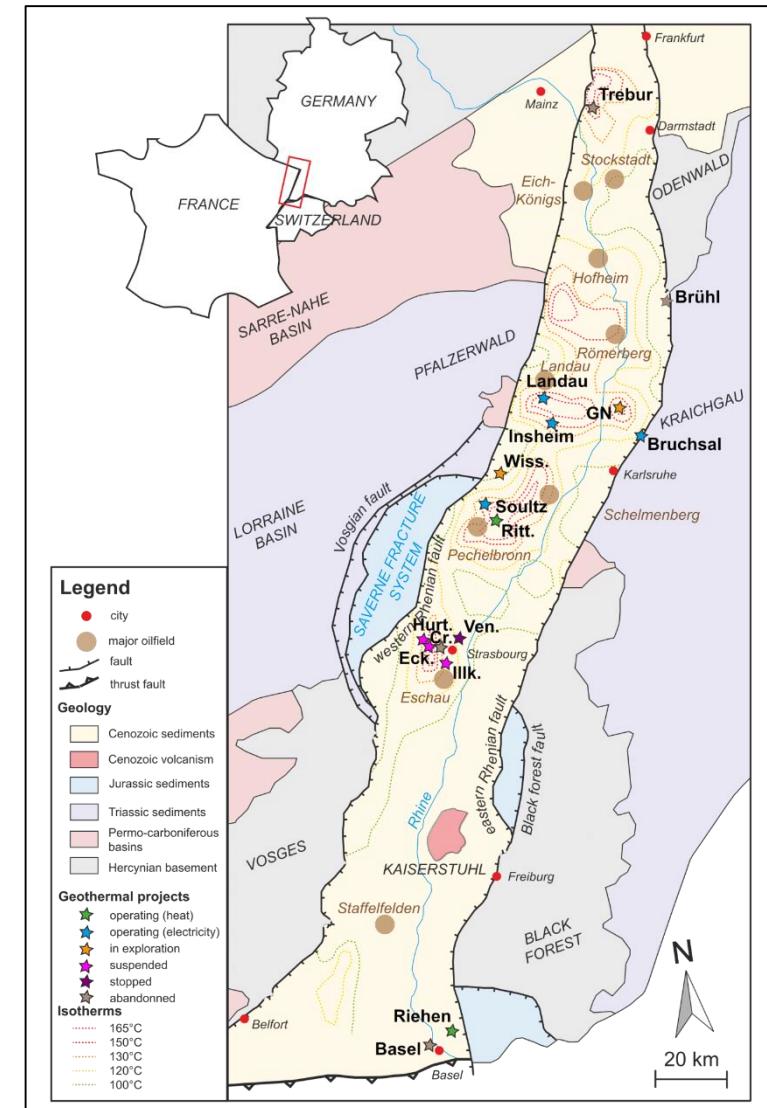 GERMANY
FRANCE
SWITZERLAND
Frankfurt
Mainz
Trebur
Darmstadt
Stockstadt
Eich-
Königs
ODENWALD
Hofheim
Brühl
SARRE-NAHE
BASIN
PFALZERWALD
Römerberg
Landau
Landau
GN
KRAICHGAU
Insheim
Bruchsal
Wiss.
Karlsruhe
LORRAINE
BASIN
Vosgian fault
Soultz
Ritt.
Schelmenberg
Pechelbronn
SAVERNE FRACTURE
SYSTEM
western Rhenian fault
Hurt.
Cr.
Ven.
Eck.
Strasbourg
Illk.
Eschau
Rhine
eastern Rhenian fault
Black forest fault
VOSGES
KAISERSTUHL
Freiburg
Staffelfelden
BLACK
FOREST
N
Riehen
Belfort
Basel
Basel
20 km
Legend
city
major oilfield
fault
thrust fault
Geology
Cenozoic sediments
Cenozoic volcanism
Jurassic sediments
Triassic sediments
Permo-carboniferous
basins
Hercynian basement
Geothermal projects
operating (heat)
operating (electricity)
in exploration
suspended
stopped
abandonned
Isotherms
165°C
150°C
130°C
120°C
100°C